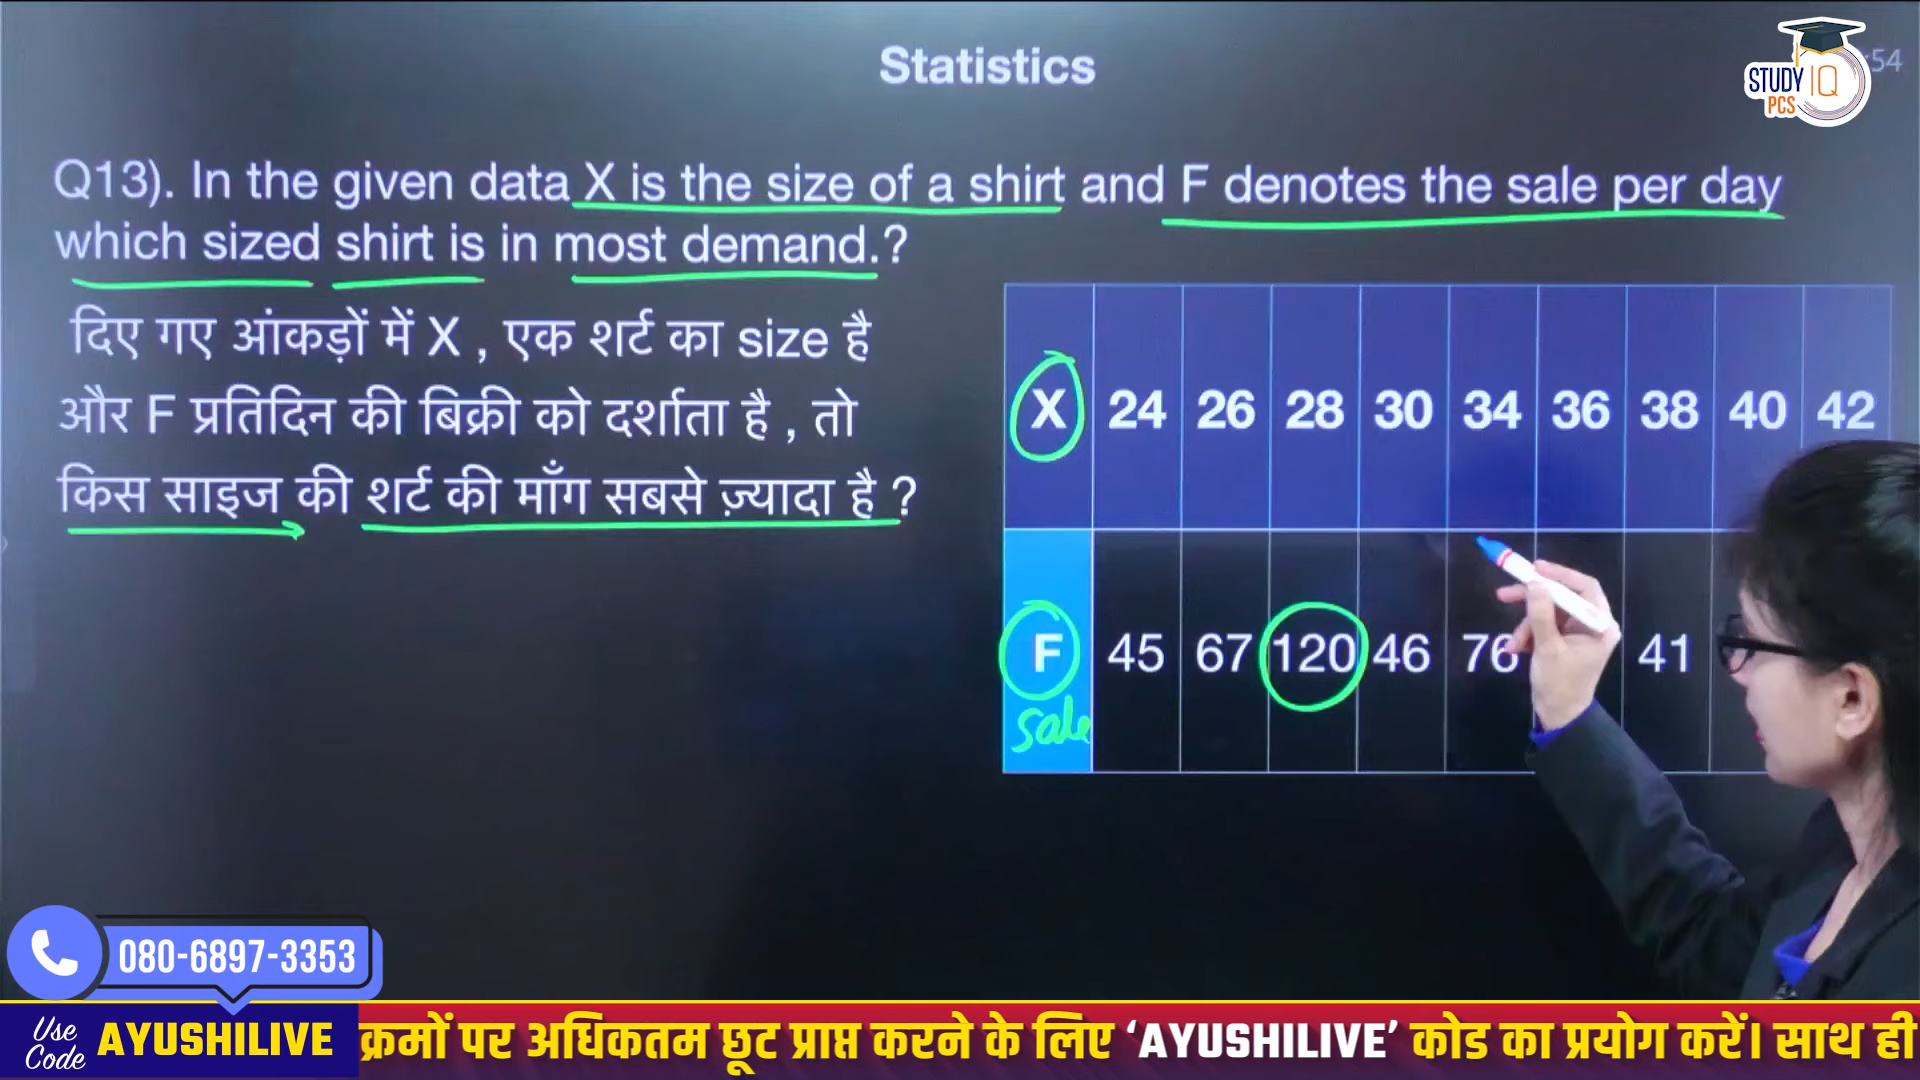 Statistics
:54
STUDY IQ
PCS
Q13). In the given data X is the size of a shirt and F denotes the sale per day
which sized shirt is in most demand.?
दिए गए आंकड़ों में X , एक शर्ट का size है
और F प्रतिदिन की बिक्री को दर्शाता है , तो
किस साइज की शर्ट की माँग सबसे ज़्यादा है ?
X 24 26 28 30 34 36 38 40 42
F 45 67 120 46 76 41
sale
080-6897-3353
Use Code AYUSHILIVE
क्रमों पर अधिकतम छूट प्राप्त करने के लिए ‘AYUSHILIVE’ कोड का प्रयोग करें। साथ ही